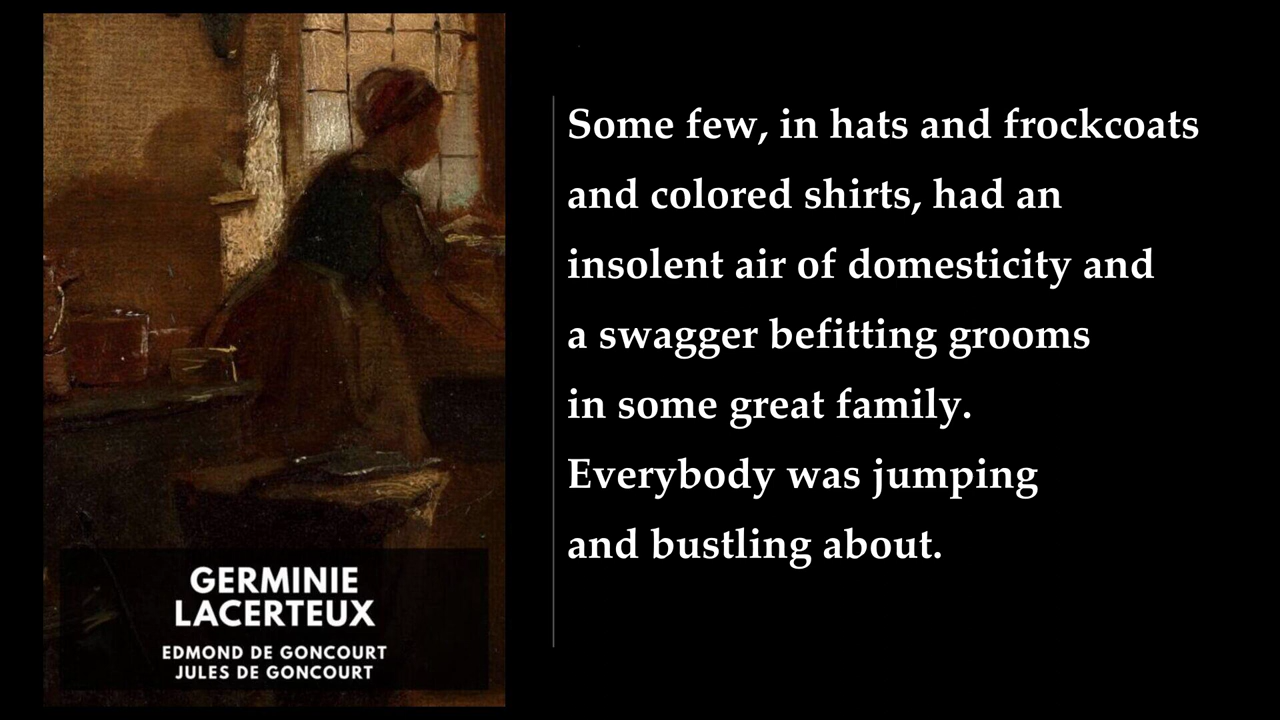 GERMINIE
LACERTEUX
EDMOND DE GONCOURT
JULES DE GONCOURT
Some few, in hats and frockcoats
and colored shirts, had an
insolent air of domesticity and
a swagger befitting grooms
in some great family.
Everybody was jumping
and bustling about.